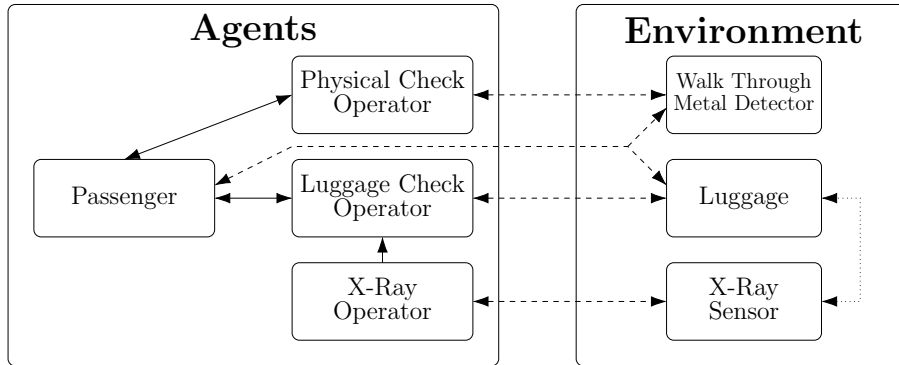 Agents
Physical Check
Operator
Passenger
Luggage Check
Operator
X-Ray
Operator
Environment
Walk Through
Metal Detector
Luggage
X-Ray
Sensor